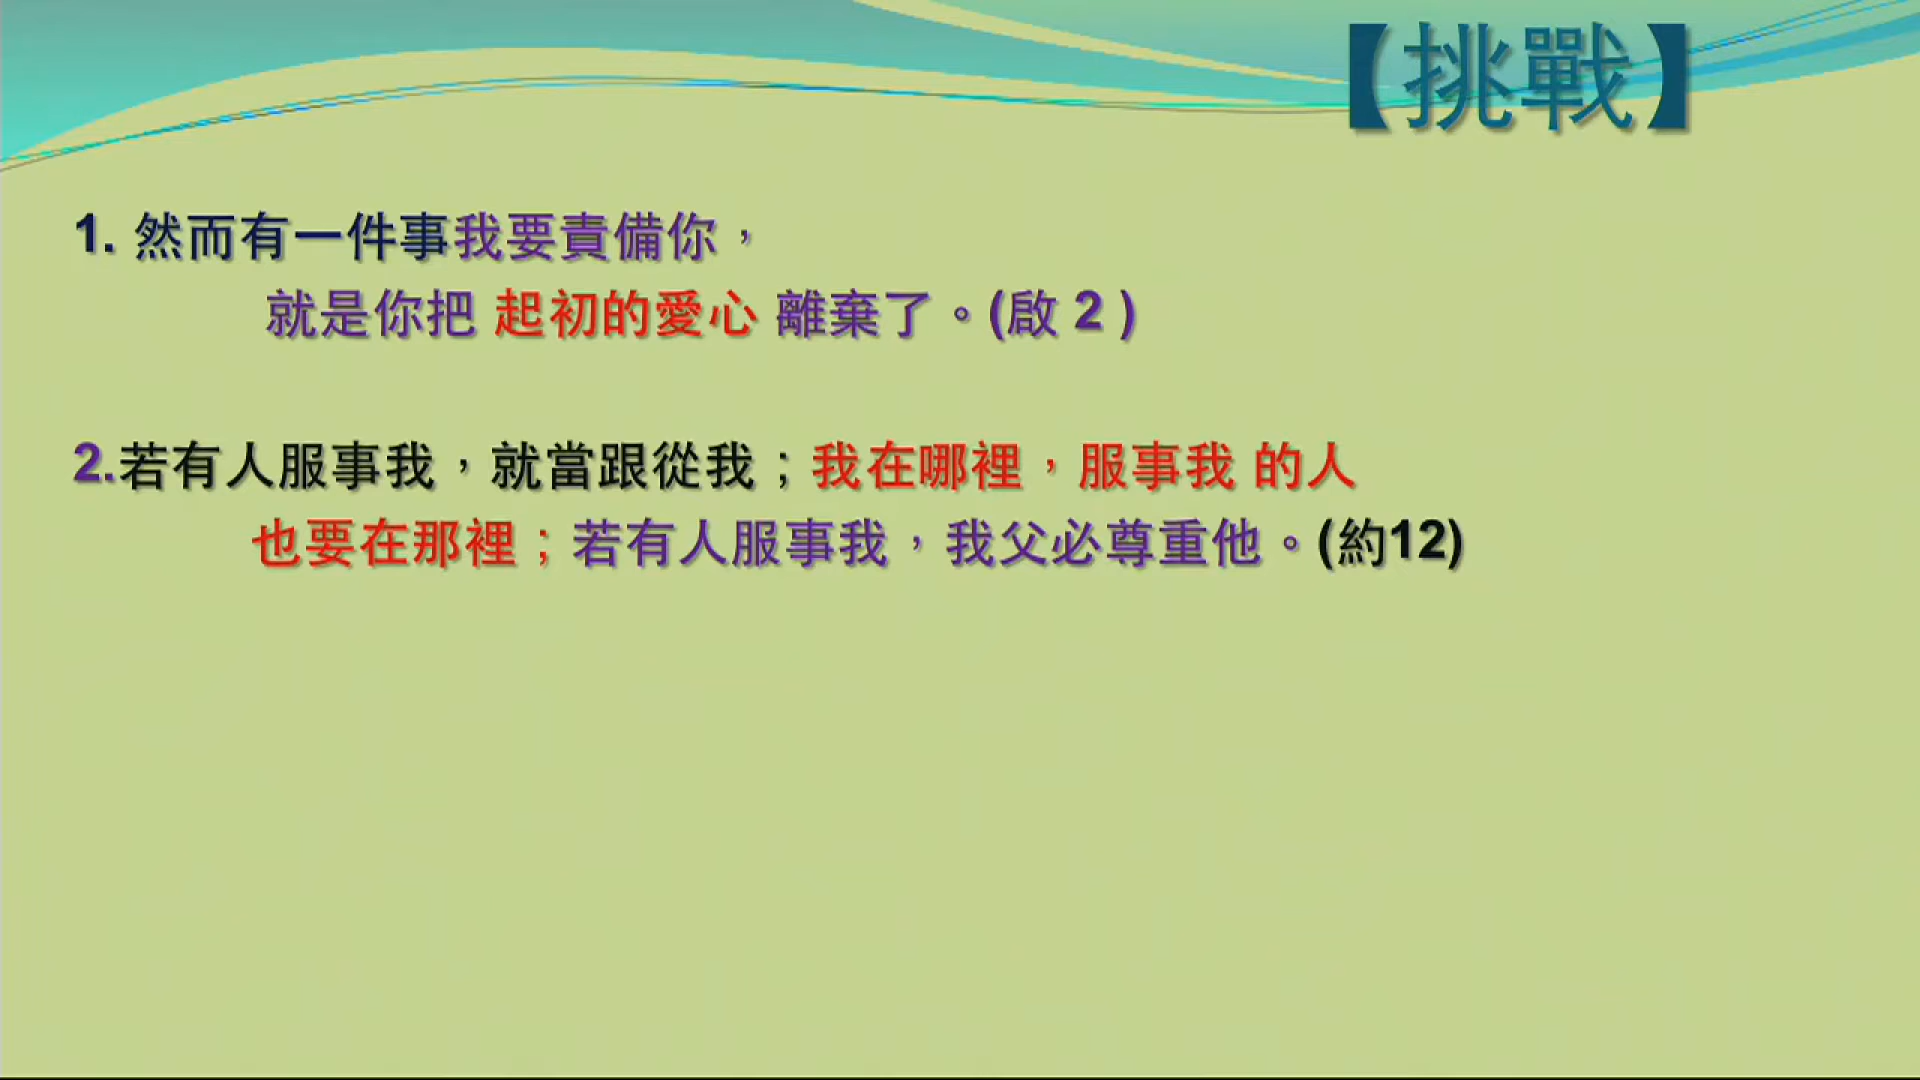 【挑戰】
1. 然而有一件事我要責備你，
就是你把 起初的愛心 離棄了。(啟 2 )
2.若有人服事我，就當跟從我；我在哪裡，服事我 的人
也要在那裡；若有人服事我，我父必尊重他。(約12)